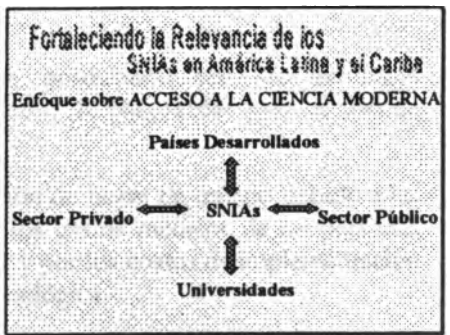 Fortaleciendo la Relevancia de los
SNIAs en América Latina y el Caribe
Enfoque sobre ACCESO A LA CIENCIA MODERNA
Países Desarrollados
Sector Privado SNIAs Sector Público
Universidades